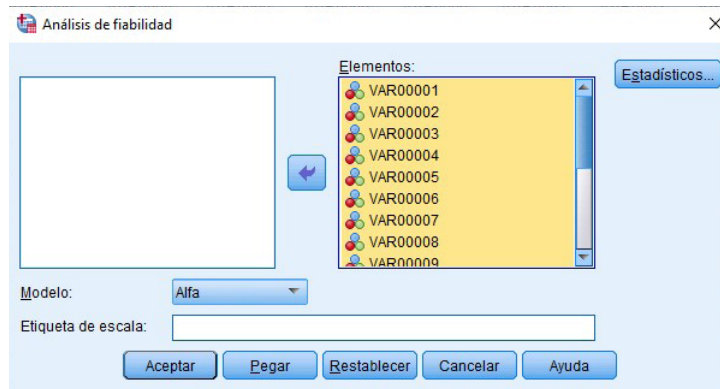 Análisis de fiabilidad
Elementos:
Estadísticos...
VAR00001
VAR00002
VAR00003
VAR00004
VAR00005
VAR00006
VAR00007
VAR00008
VAR00009
Modelo: Alfa
Etiqueta de escala:
Aceptar Pegar Restablecer Cancelar Ayuda